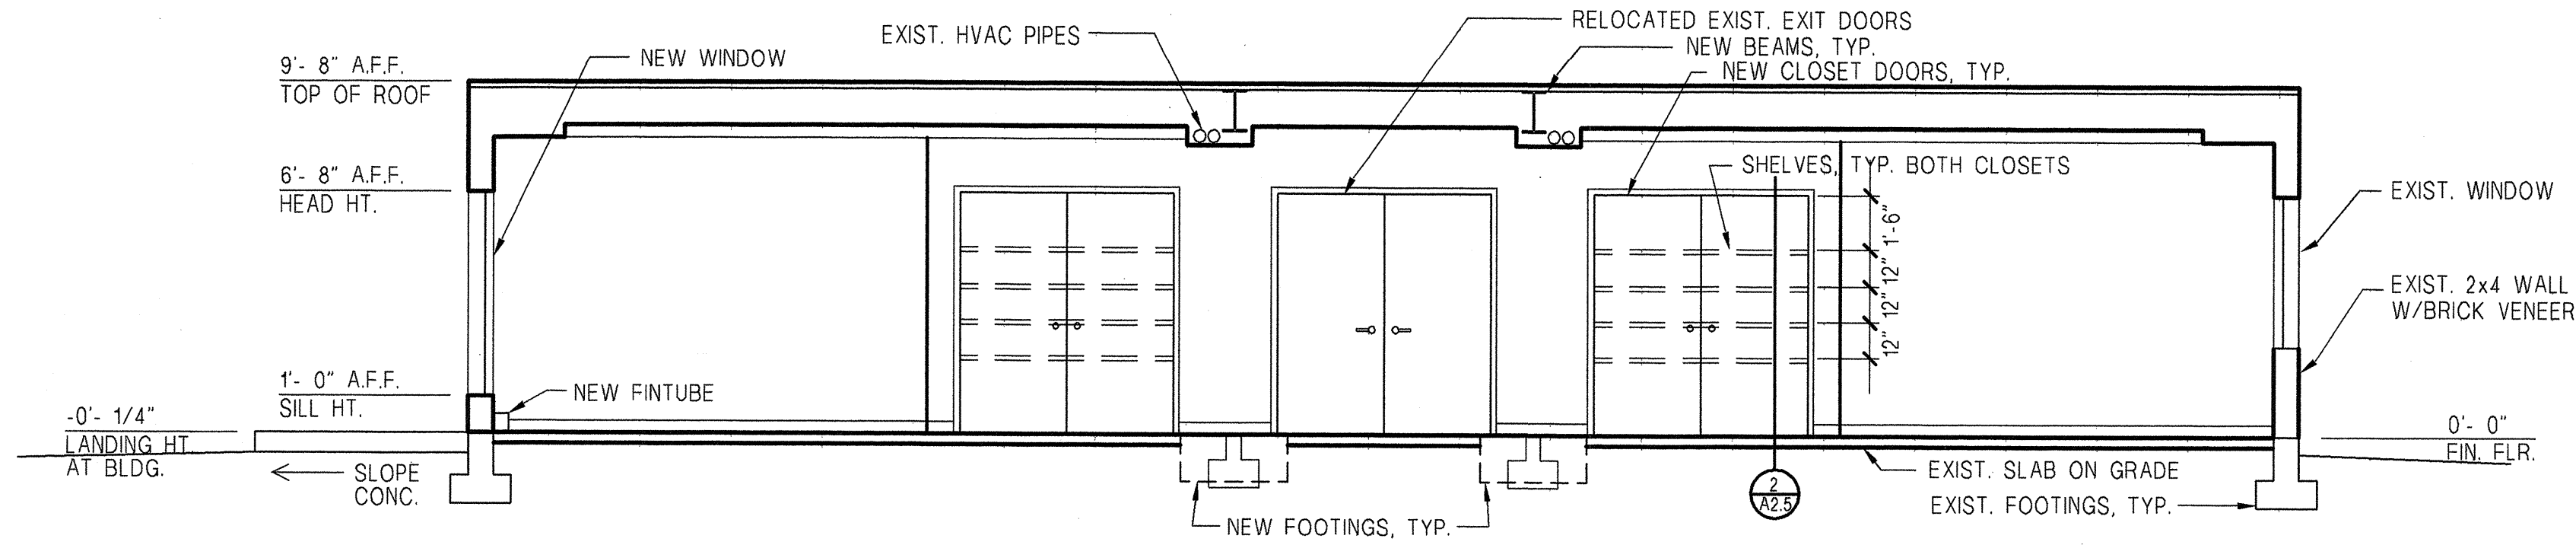 RELOCATED EXIST. EXIT DOORS
EXIST. HVAC PIPES
NEW BEAMS, TYP.
NEW WINDOW
NEW CLOSET DOORS, TYP.
9'- 8" A.F.F.
TOP OF ROOF
SHELVES, TYP. BOTH CLOSETS
6'- 8" A.F.F.
HEAD HT.
EXIST. WINDOW
1'-6"
12"
12"
12"
EXIST. 2x4 WALL
W/BRICK VENEER
1'- 0" A.F.F.
SILL HT.
NEW FINTUBE
-0'- 1/4"
LANDING HT.
AT BLDG.
0'- 0"
FIN. FLR.
SLOPE
CONC.
EXIST. SLAB ON GRADE
2
A2.5
EXIST. FOOTINGS, TYP.
NEW FOOTINGS, TYP.